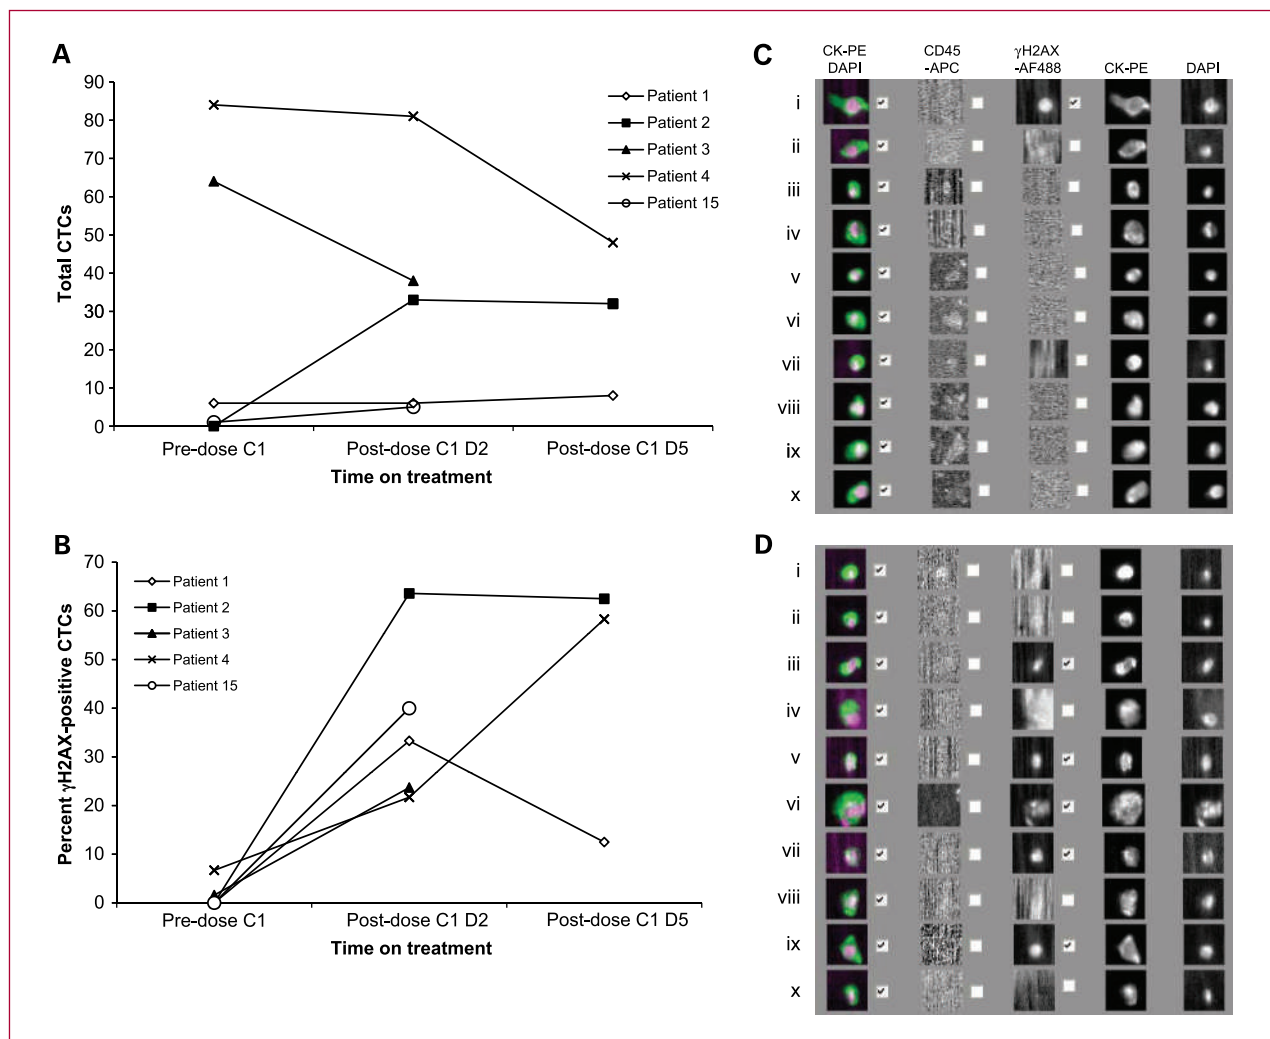 A
Total CTCs
90
80
70
60
50
40
30
20
10
0
Patient 1
Patient 2
Patient 3
Patient 4
Patient 15
Pre-dose C1 Post-dose C1 D2 Post-dose C1 D5
Time on treatment
B
Percent γH2AX-positive CTCs
70
60
50
40
30
20
10
0
Patient 1
Patient 2
Patient 3
Patient 4
Patient 15
Pre-dose C1 Post-dose C1 D2 Post-dose C1 D5
Time on treatment
C
CK-PE
DAPI
CD45
-APC
γH2AX
-AF488
CK-PE
DAPI
i
ii
iii
iv
v
vi
vii
viii
ix
x
D
i
ii
iii
iv
v
vi
vii
viii
ix
x